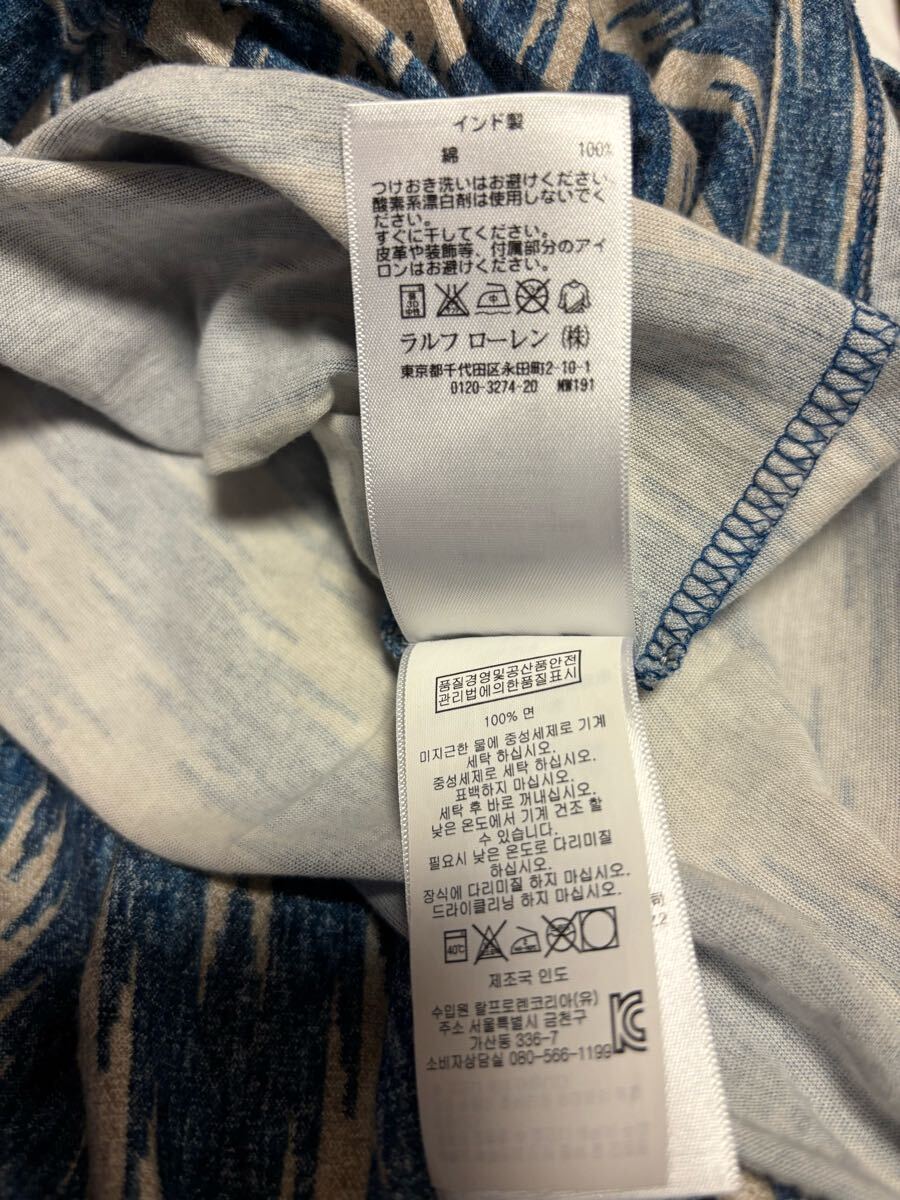 インド製
綿 100%
つけおき洗いはお避けください。
酸素系漂白剤は使用しないでく
ださい。
すぐに干してください。
皮革や装飾等、付属部分のアイ
ロンはお避けください。
中
ラルフ ローレン (株)
東京都千代田区永田町2-10-1
0120-3274-20 MW191
품질경영및공산품안전
관리법에의한품질표시
100% 면
미지근한 물에 중성세제로 기계
세탁 하십시오.
중성세제로 세탁 하십시오.
표백하지 마십시오.
세탁 후 바로 꺼내십시오.
낮은 온도에서 기계 건조 할
수 있습니다.
필요시 낮은 온도로 다리미질
하십시오.
장식에 다리미질 하지 마십시오.
드라이클리닝 하지 마십시오.
司
40℃
제조국 인도
수입원 랄프로렌코리아(유)
주소 서울특별시 금천구
가산동 336-7
소비자상담실 080-566-1199